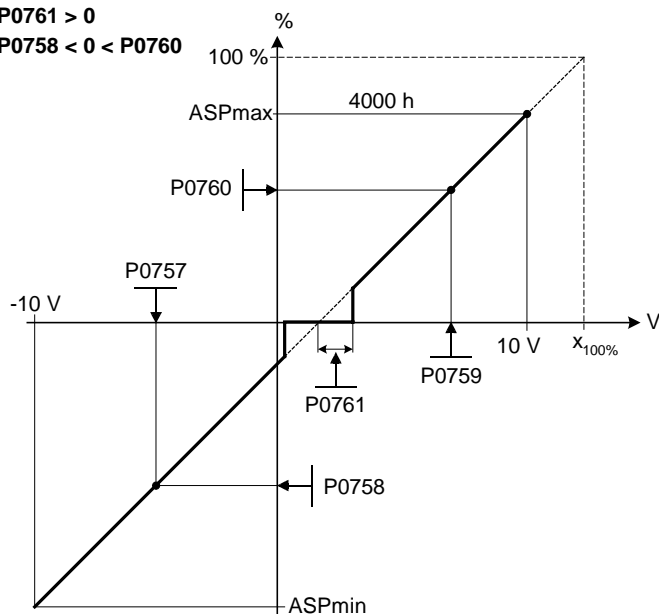 P0761 > 0
P0758 < 0 < P0760
%
100 %
4000 h
ASPmax
P0760
P0757
-10 V
V
10 V
x100%
P0759
P0761
P0758
ASPmin